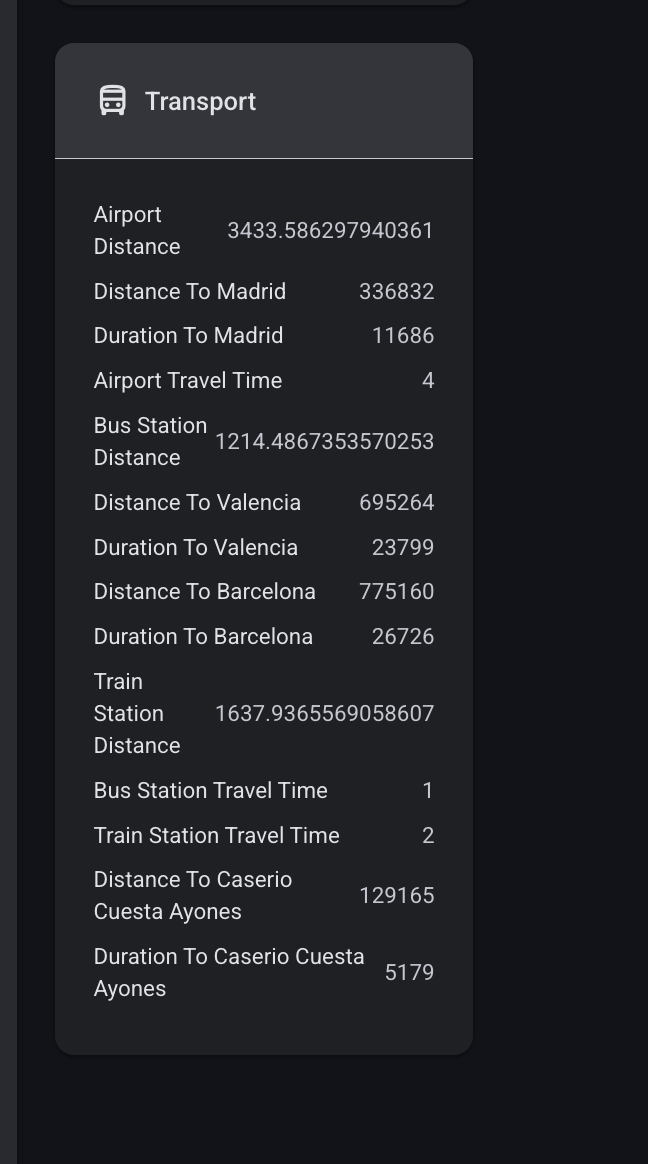 Transport
Airport
Distance
3433.586297940361
Distance To Madrid 336832
Duration To Madrid 11686
Airport Travel Time 4
Bus Station
Distance
1214.4867353570253
Distance To Valencia 695264
Duration To Valencia 23799
Distance To Barcelona 775160
Duration To Barcelona 26726
Train
Station
Distance
1637.9365569058607
Bus Station Travel Time 1
Train Station Travel Time 2
Distance To Caserio
Cuesta Ayones
129165
Duration To Caserio Cuesta
Ayones
5179